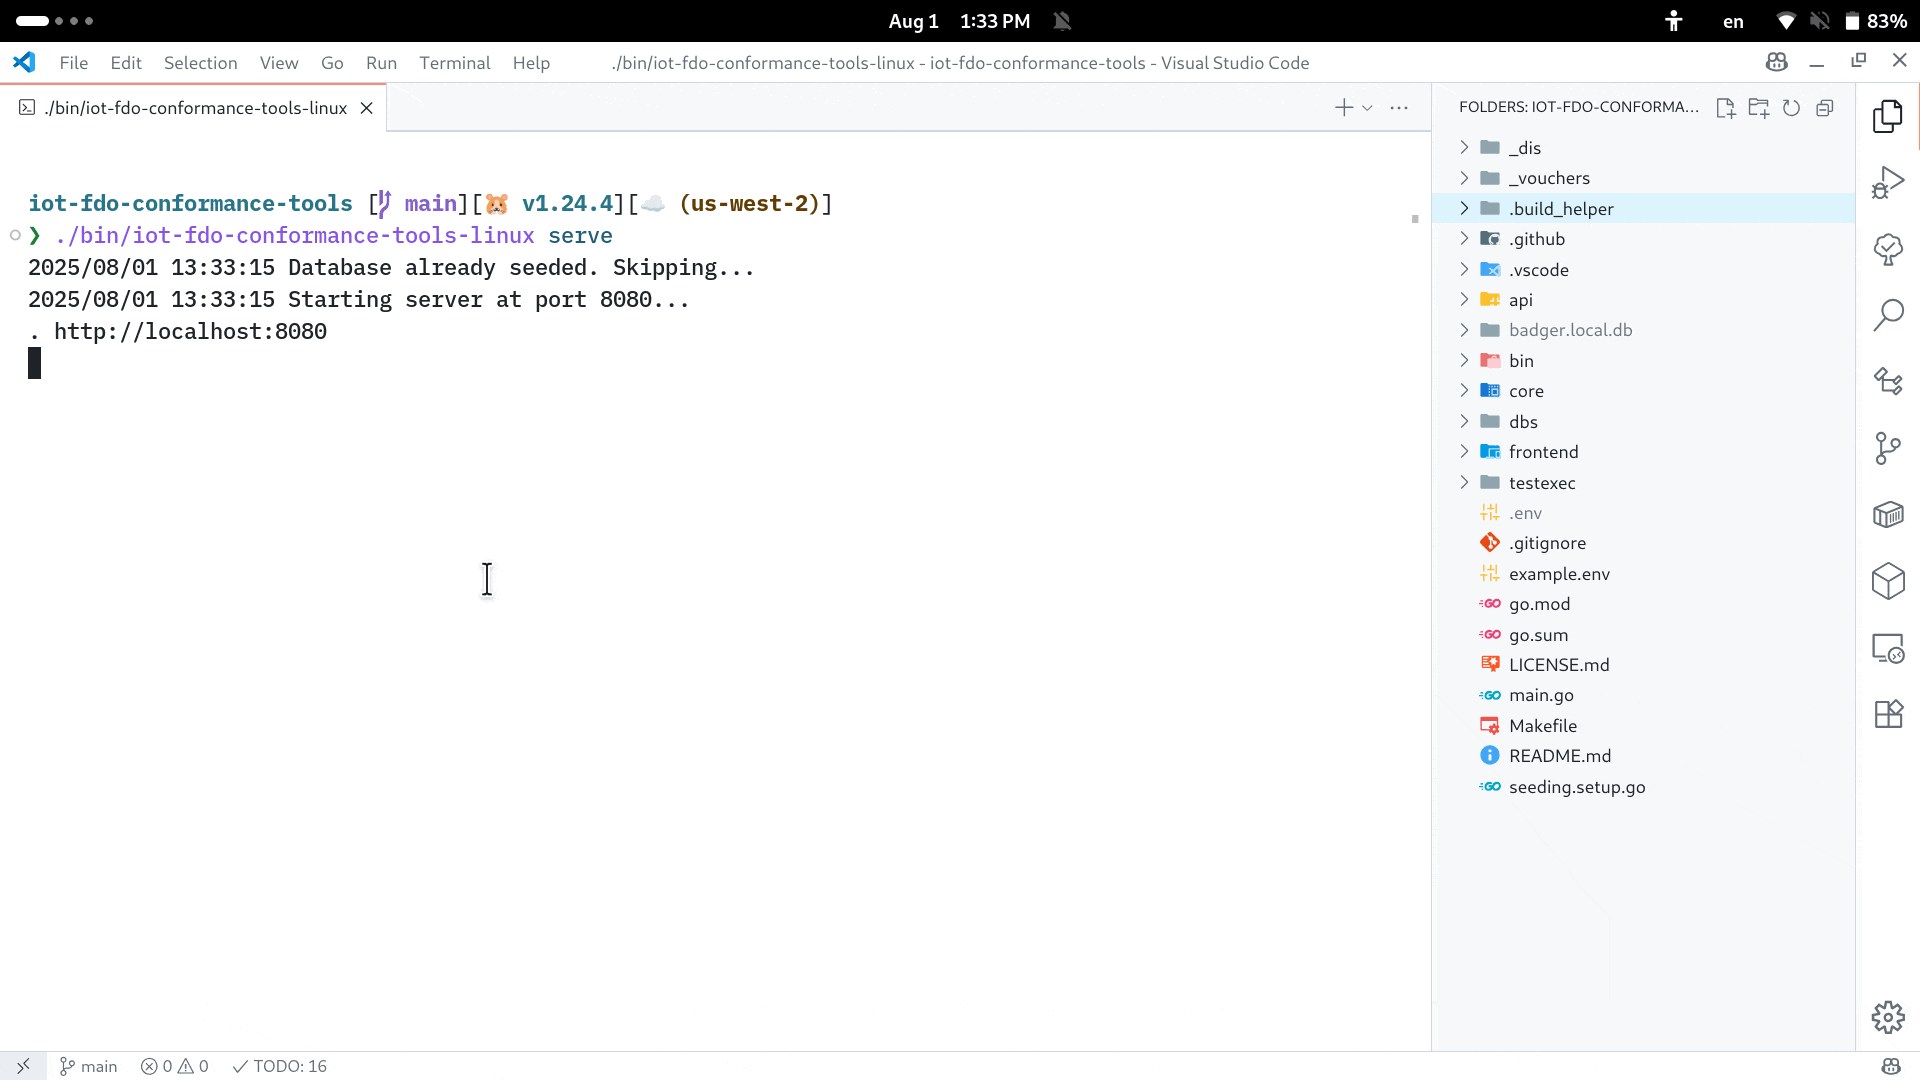 Aug 1 1:33 PM
en
83%
File Edit Selection View Go Run Terminal Help
./bin/iot-fdo-conformance-tools-linux - iot-fdo-conformance-tools - Visual Studio Code
./bin/iot-fdo-conformance-tools-linux
iot-fdo-conformance-tools [ main][🐹 v1.24.4][☁️ (us-west-2)]
❯ ./bin/iot-fdo-conformance-tools-linux serve
2025/08/01 13:33:15 Database already seeded. Skipping...
2025/08/01 13:33:15 Starting server at port 8080...
. http://localhost:8080
FOLDERS: IOT-FDO-CONFORMA...
_dis
_vouchers
.build_helper
.github
.vscode
api
badger.local.db
bin
core
dbs
frontend
testexec
.env
.gitignore
example.env
go.mod
go.sum
LICENSE.md
main.go
Makefile
README.md
seeding.setup.go
main 0 0 TODO: 16